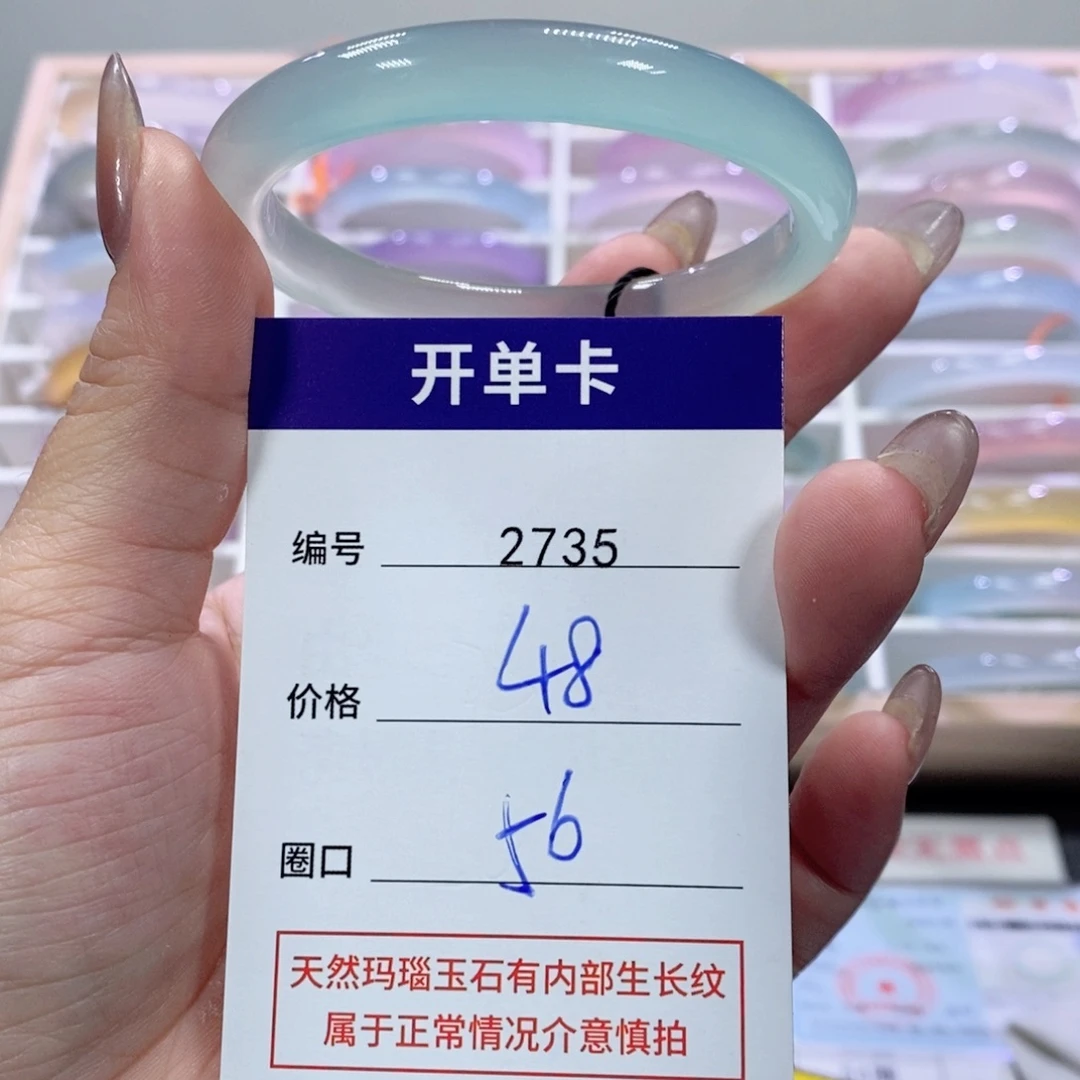 开单卡
编号 2735
价格 48
圈口 56
天然玛瑙玉石有内部生长纹
属于正常情况介意慎拍